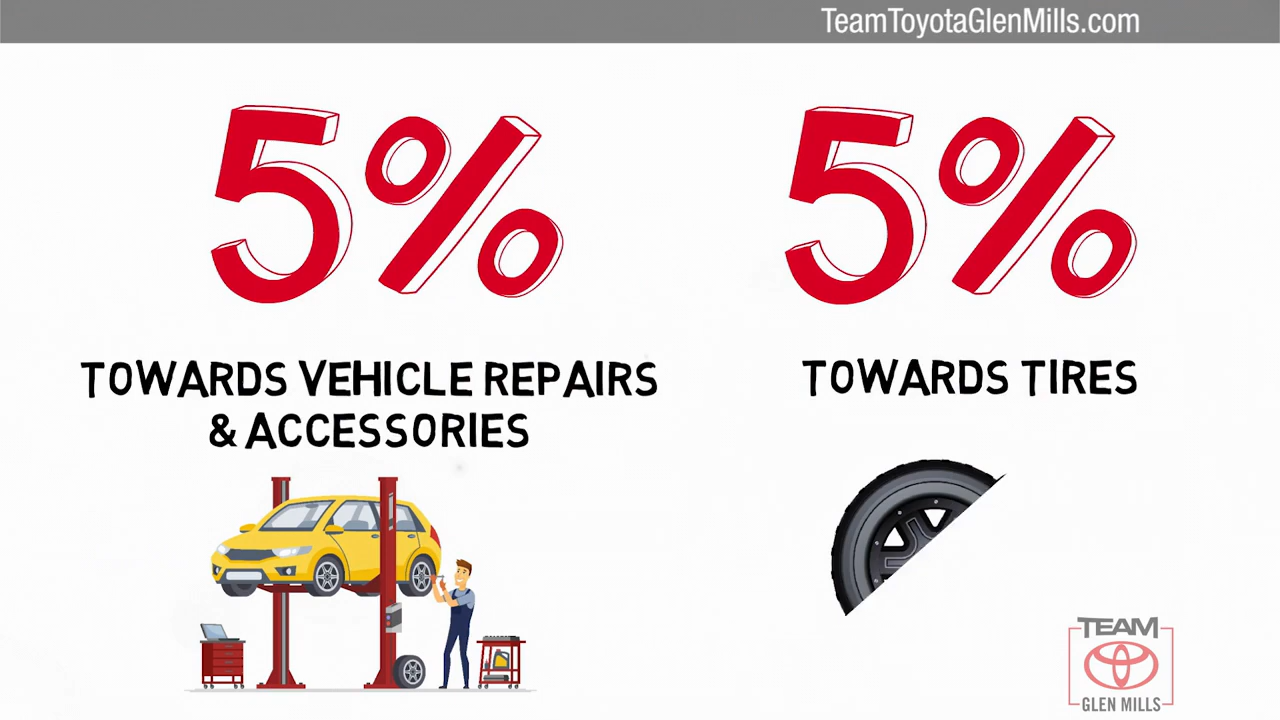 TeamToyotaGlenMills.com
5%
TOWARDS VEHICLE REPAIRS
& ACCESSORIES
5%
TOWARDS TIRES
TEAM
GLEN MILLS